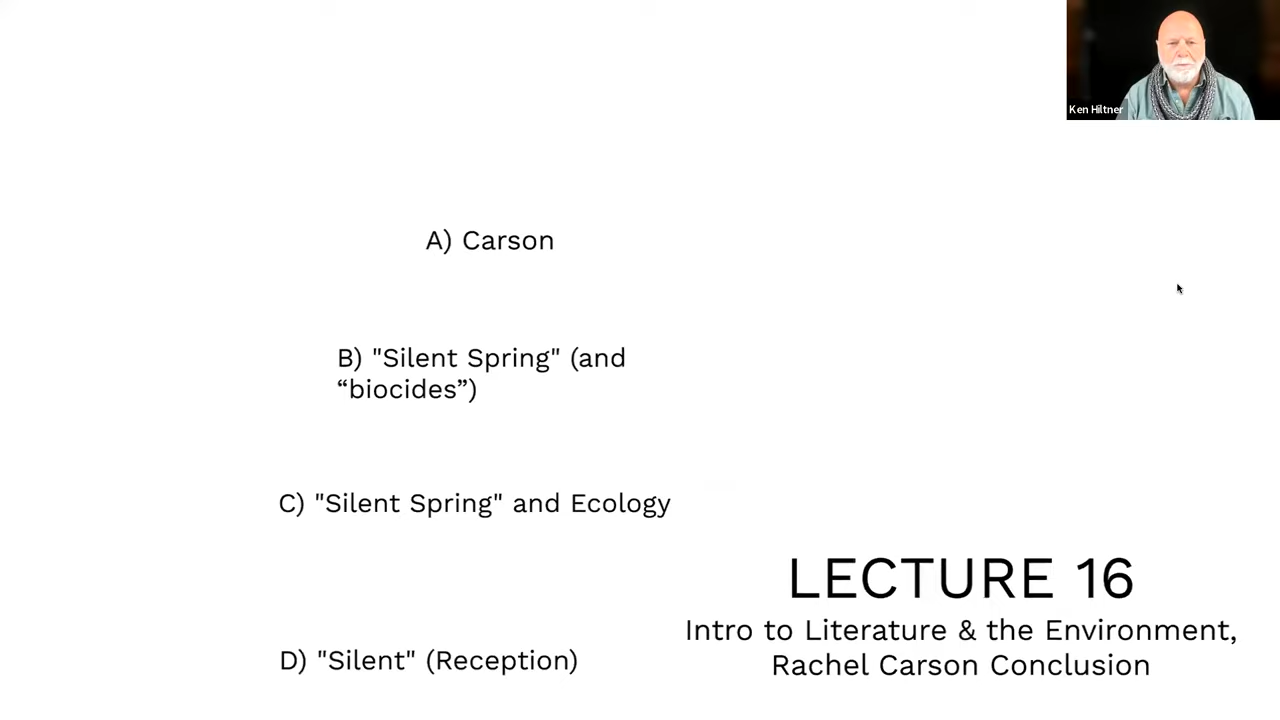 Ken Hiltner
A) Carson
B) "Silent Spring" (and
“biocides”)
C) "Silent Spring" and Ecology
D) "Silent" (Reception)
LECTURE 16
Intro to Literature & the Environment,
Rachel Carson Conclusion